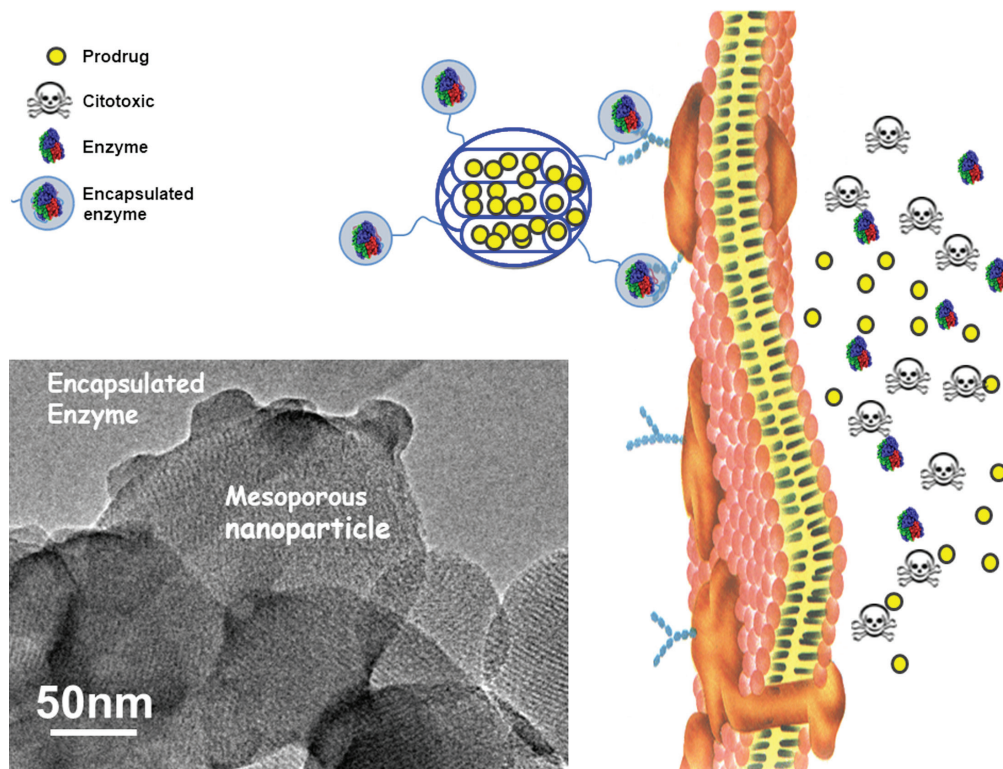 Prodrug
Citotoxic
Enzyme
Encapsulated
enzyme
Encapsulated
Enzyme
Mesoporous
nanoparticle
50nm